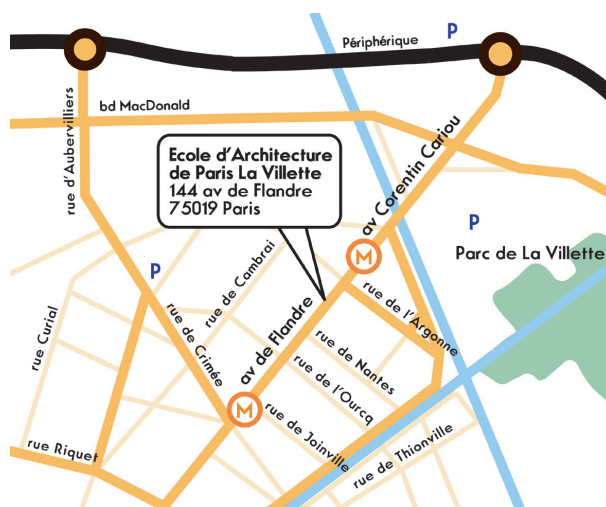 P
Périphérique
bd MacDonald
rue d'Aubervilliers
Ecole d'Architecture
de Paris La Villette
144 av de Flandre
75019 Paris
av Corentin Cariou
P
Parc de La Villette
M
P
rue de Cambrai
rue de l'Argonne
rue Curial
rue de Crimée
av de Flandre
rue de Nantes
rue de l'Ourcq
M
rue de Joinville
rue de Thionville
rue Riquet